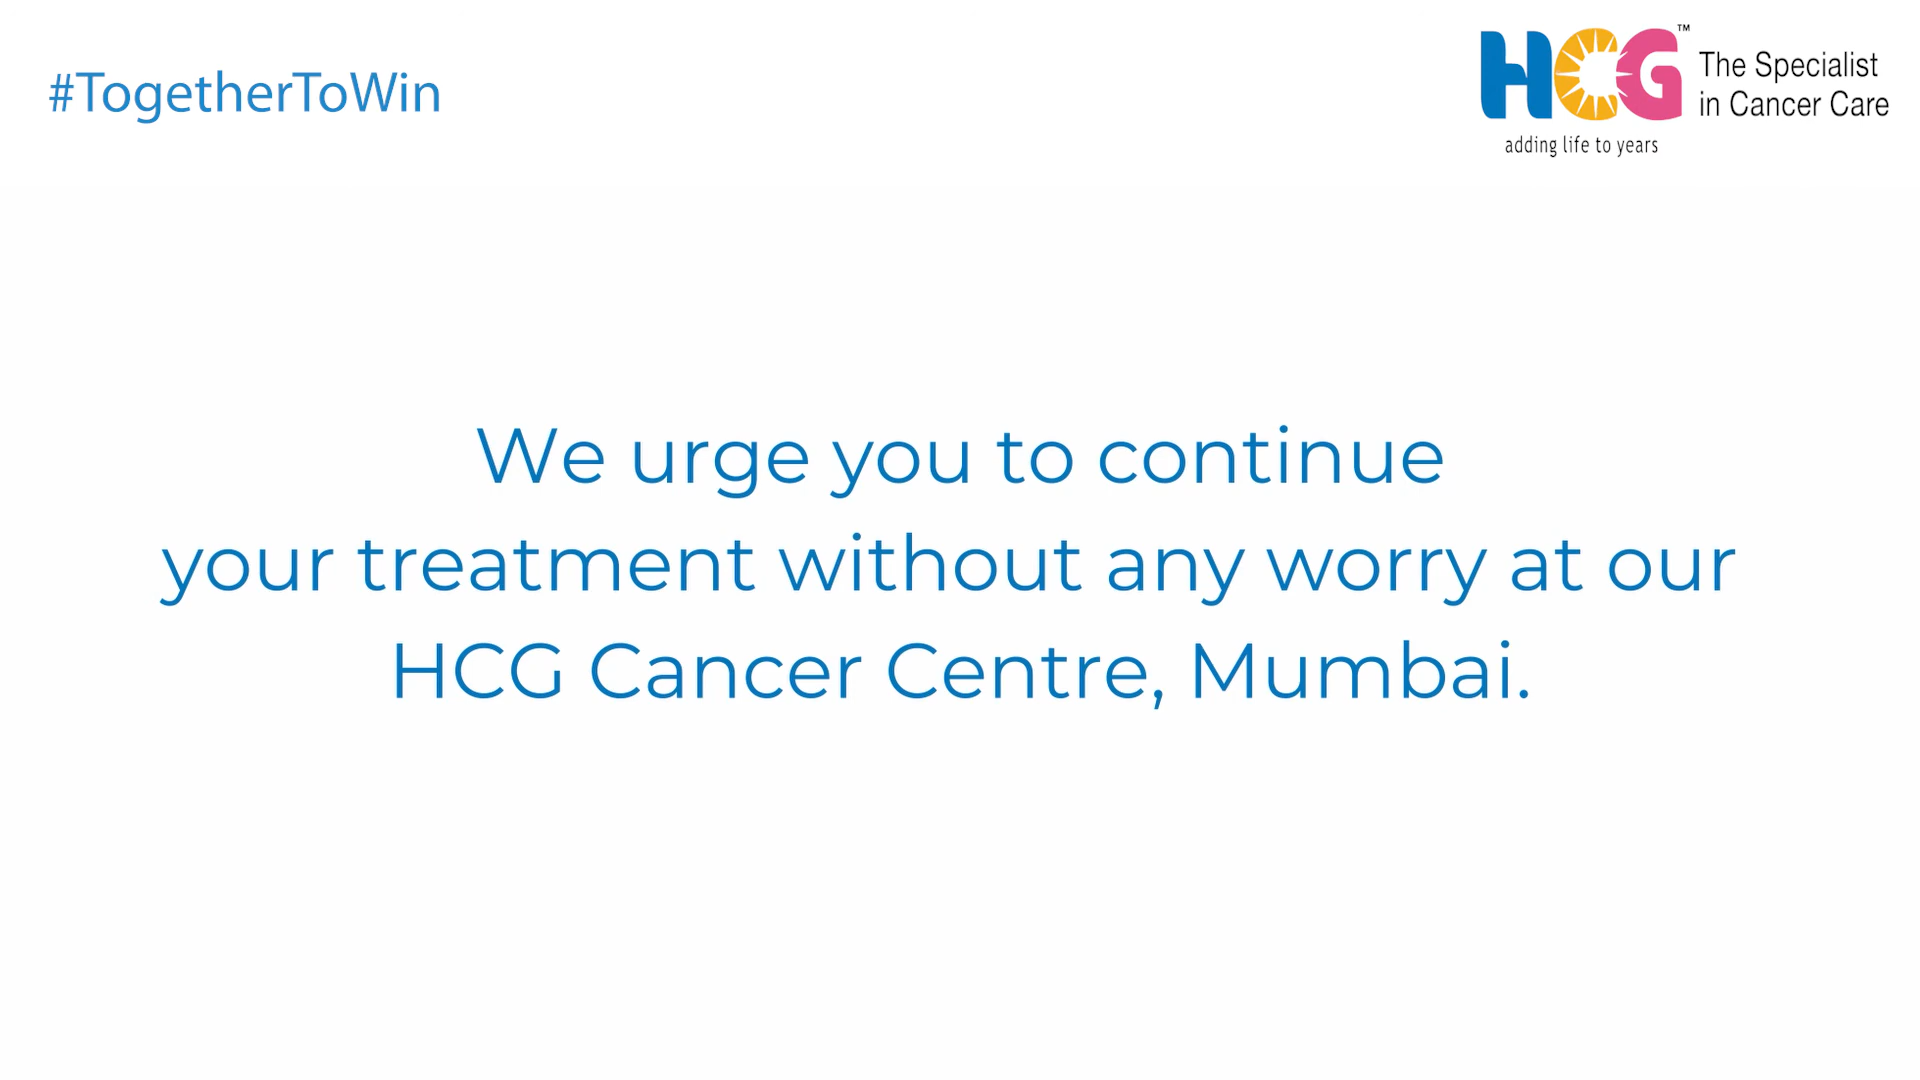 #TogetherToWin
HCG™
The Specialist
in Cancer Care
adding life to years
We urge you to continue
your treatment without any worry at our
HCG Cancer Centre, Mumbai.